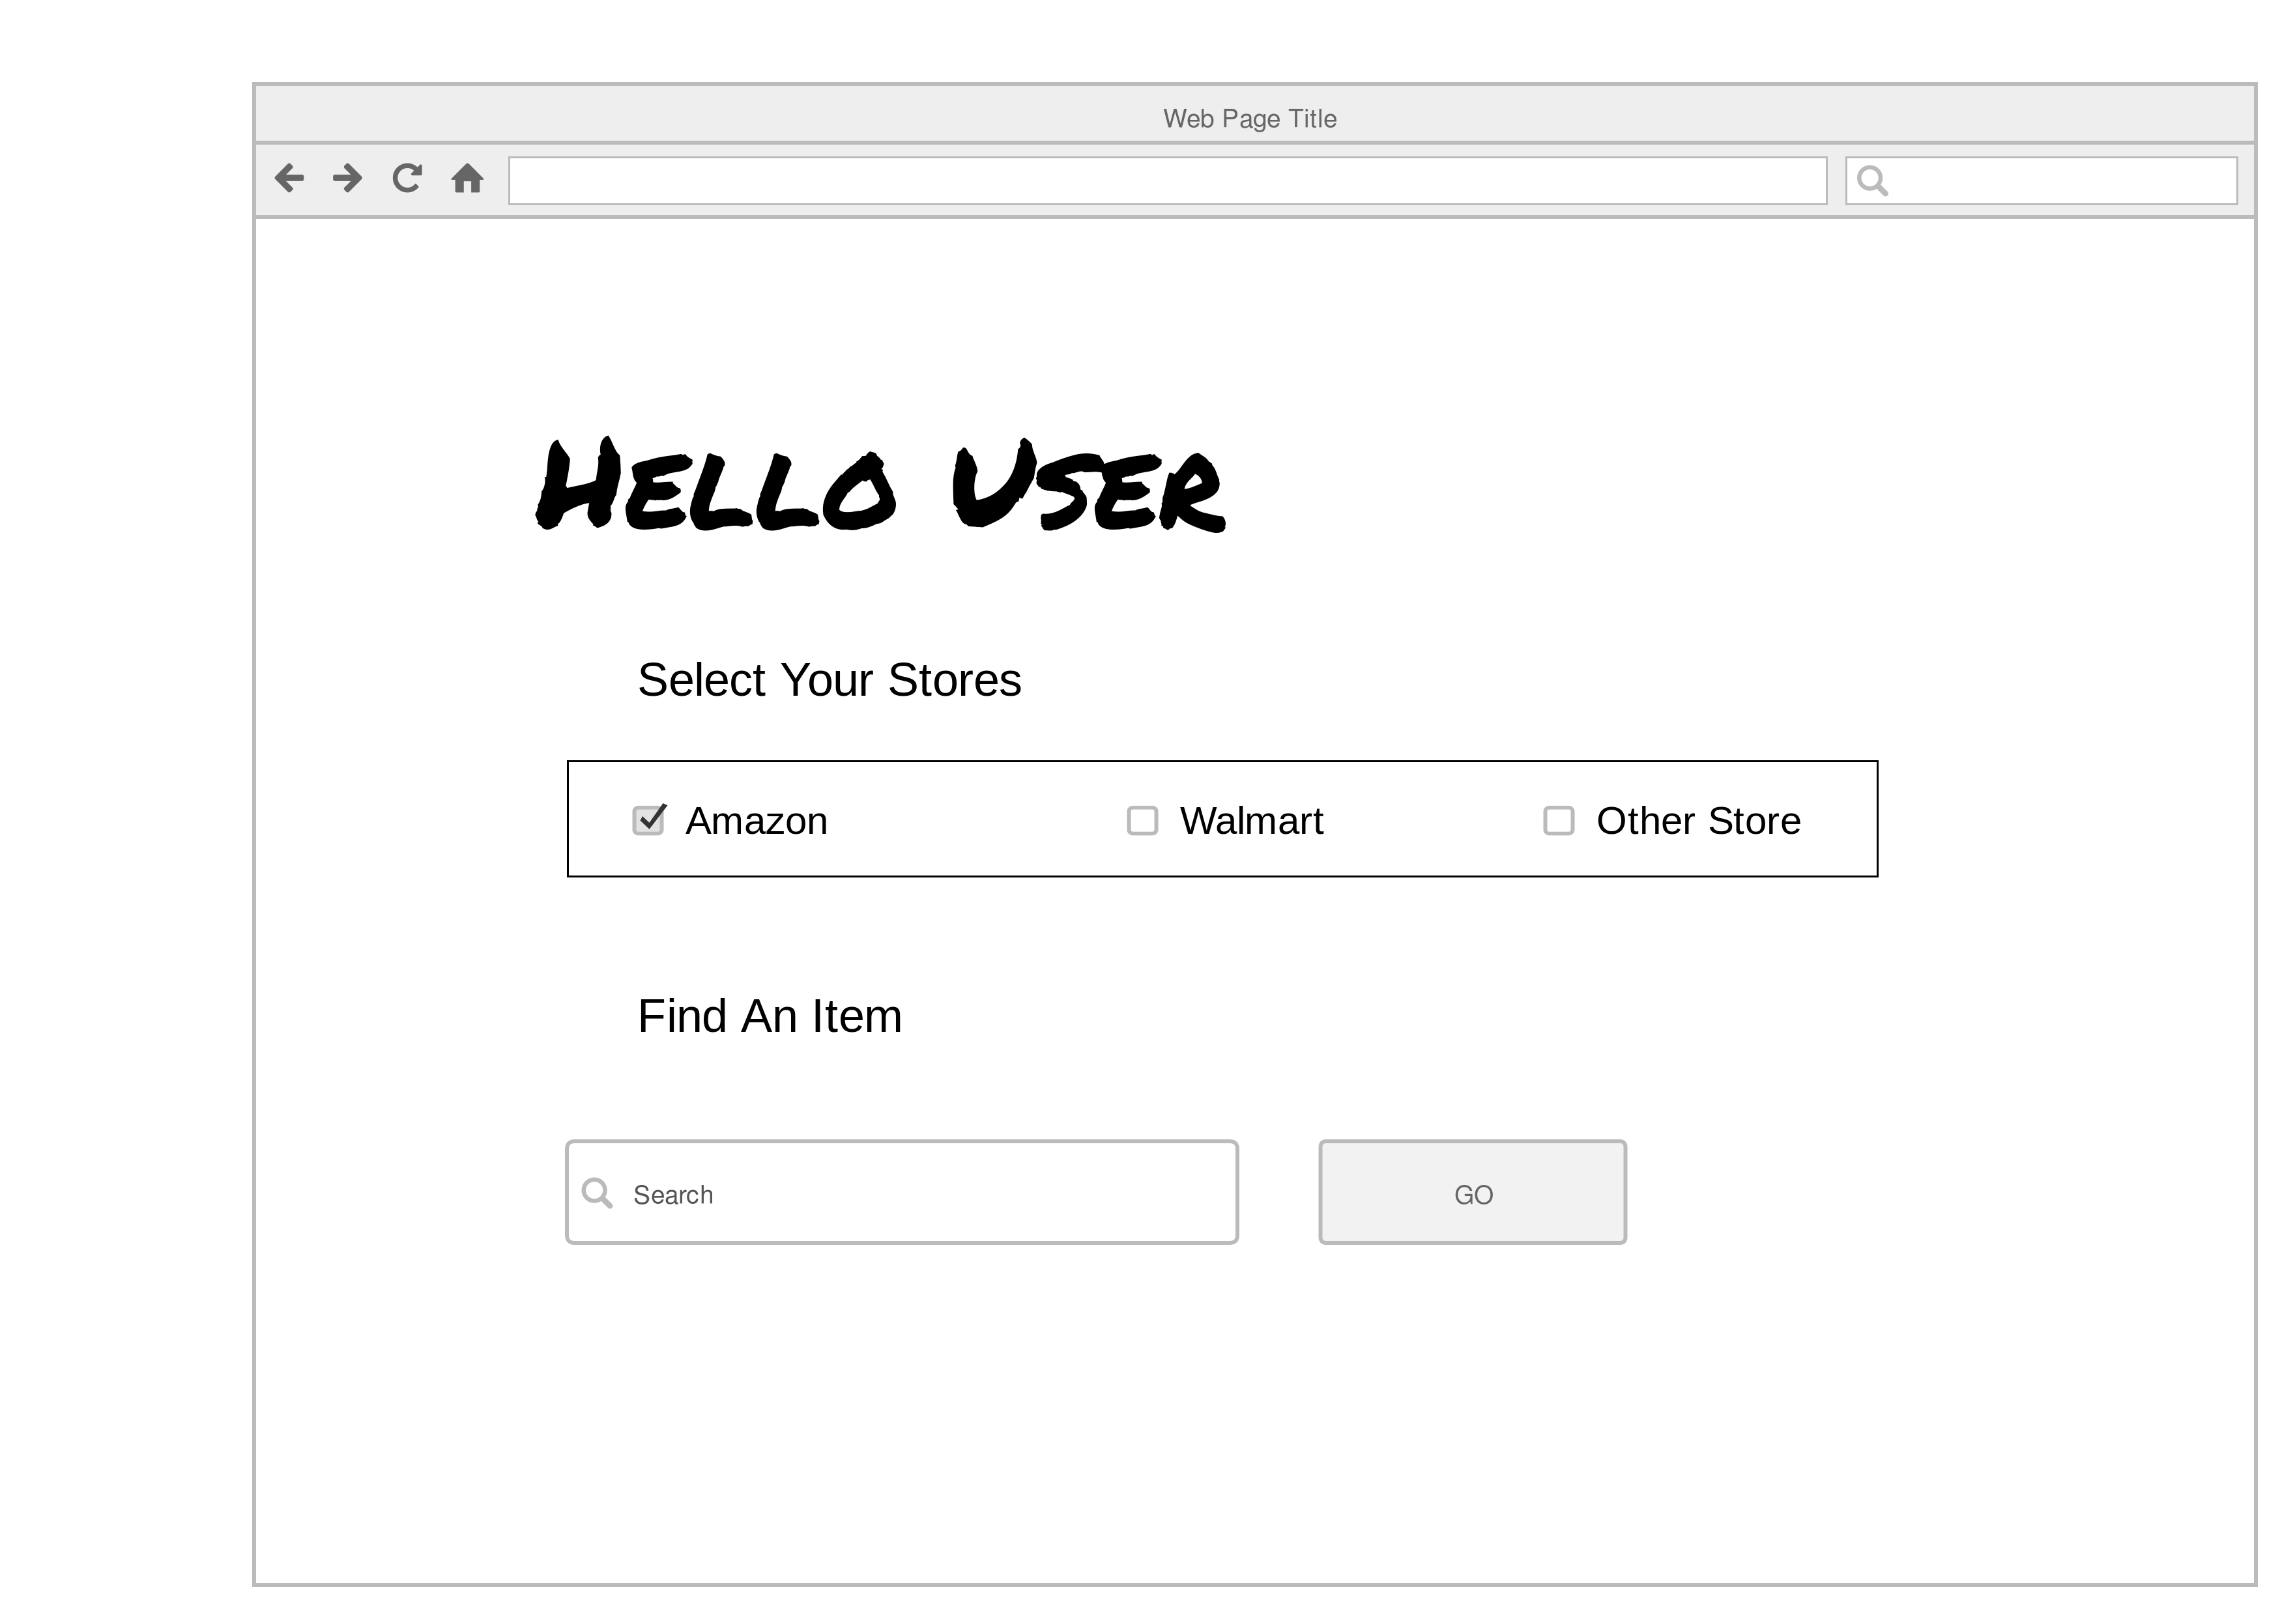 Web Page Title
Hello User
Select Your Stores
Amazon Walmart Other Store
Find An Item
Search GO